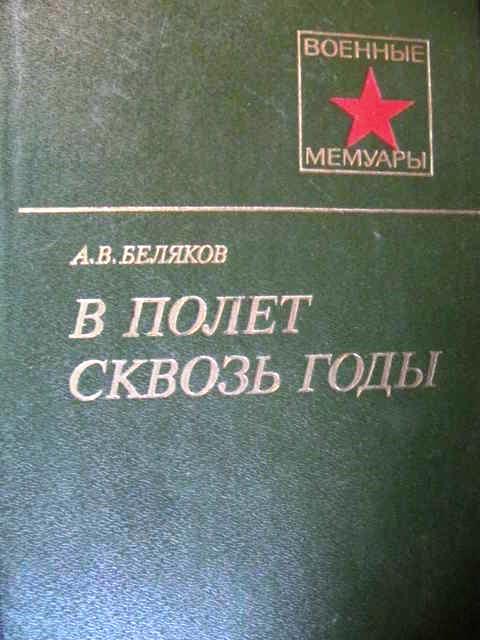 ВОЕННЫЕ
МЕМУАРЫ
А.В.БЕЛЯКОВ
В ПОЛЕТ
СКВОЗЬ ГОДЫ